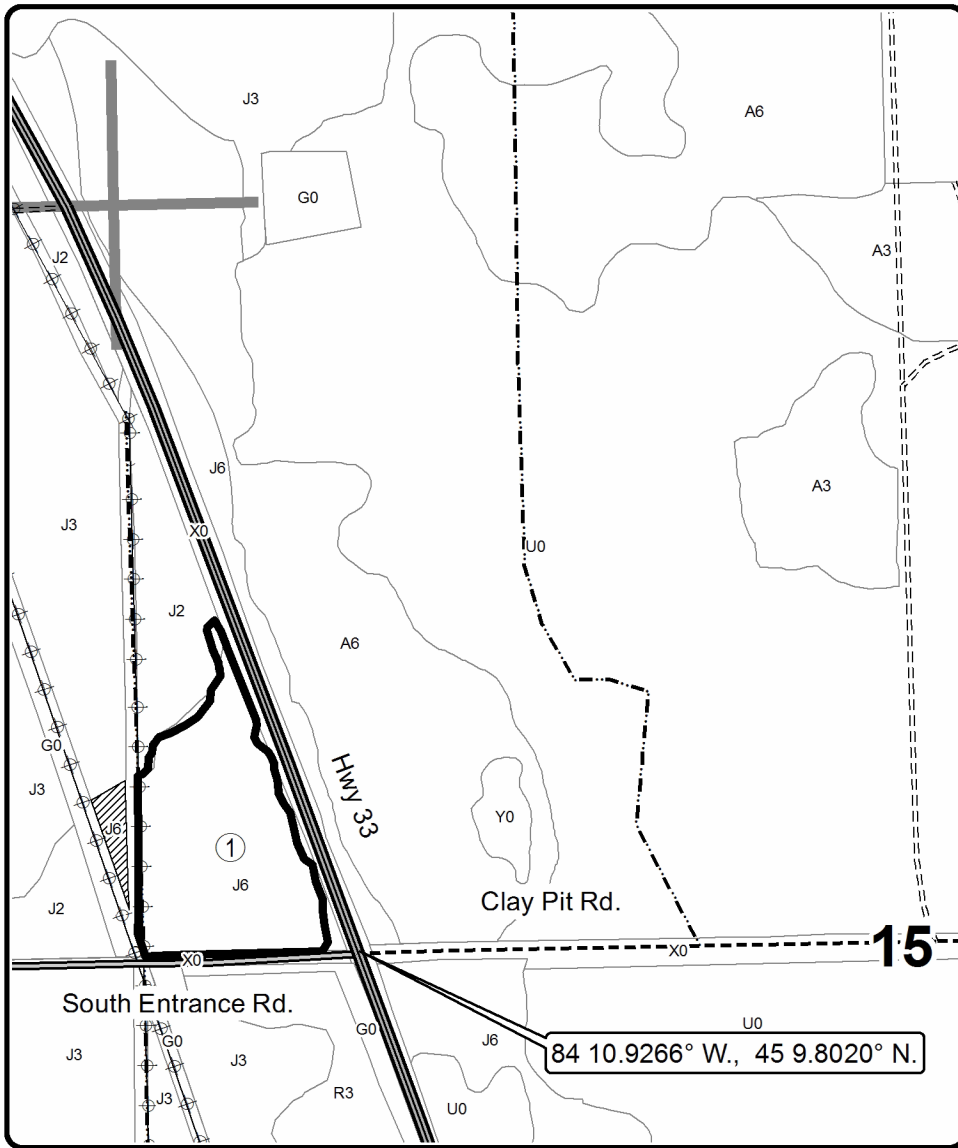 J3
A6
G0
J2
A3
J6
J3
A3
X0
U0
J2
A6
G0
Hwy 33
J3
Y0
J6
1
J6
Clay Pit Rd.
J2
15
X0
X0
South Entrance Rd.
U0
G0
J6
G0
84 10.9266° W., 45 9.8020° N.
J3
J3
R3
J3
U0